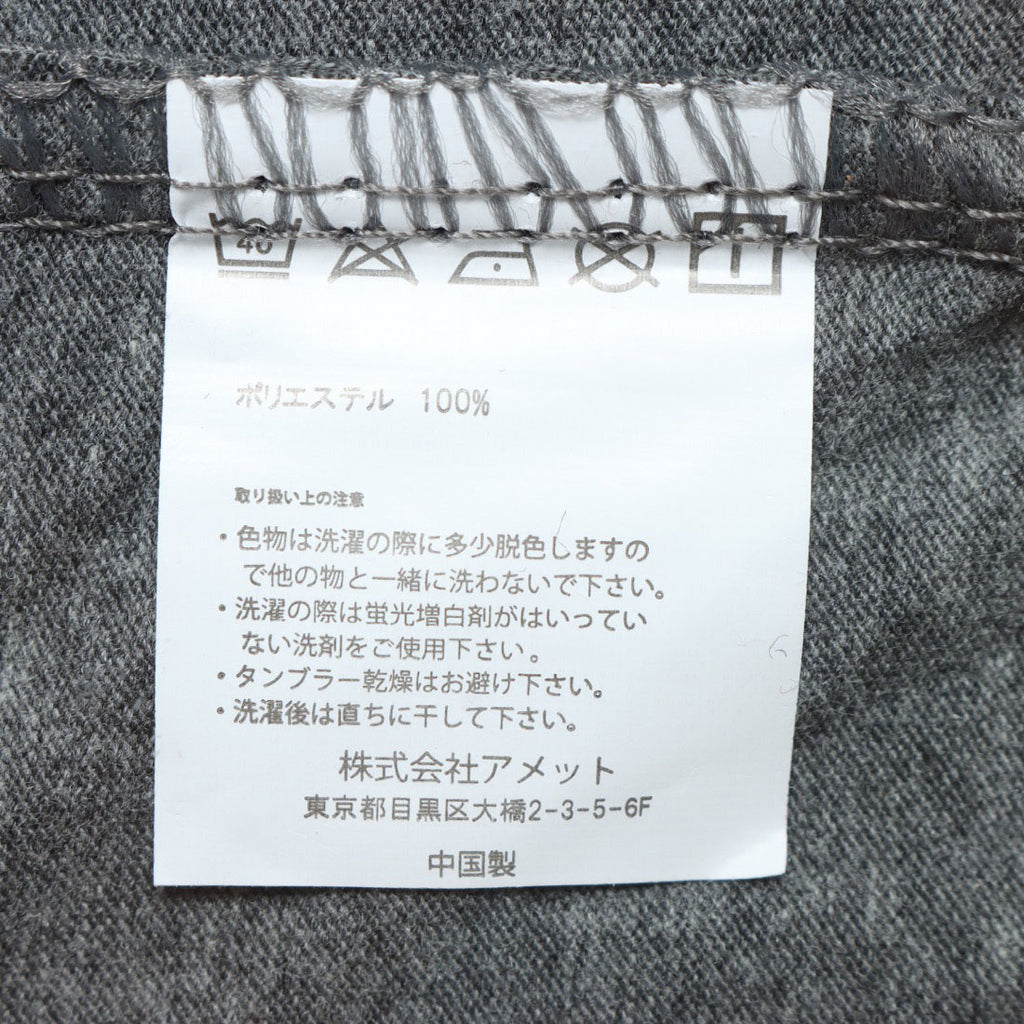 40
ポリエステル 100%
取り扱い上の注意
・色物は洗濯の際に多少脱色しますの
で他の物と一緒に洗わないで下さい。
・洗濯の際は蛍光増白剤がはいってい
ない洗剤をご使用下さい。
・タンブラー乾燥はお避け下さい。
・洗濯後は直ちに干して下さい。
株式会社アメット
東京都目黒区大橋2-3-5-6F
中国製